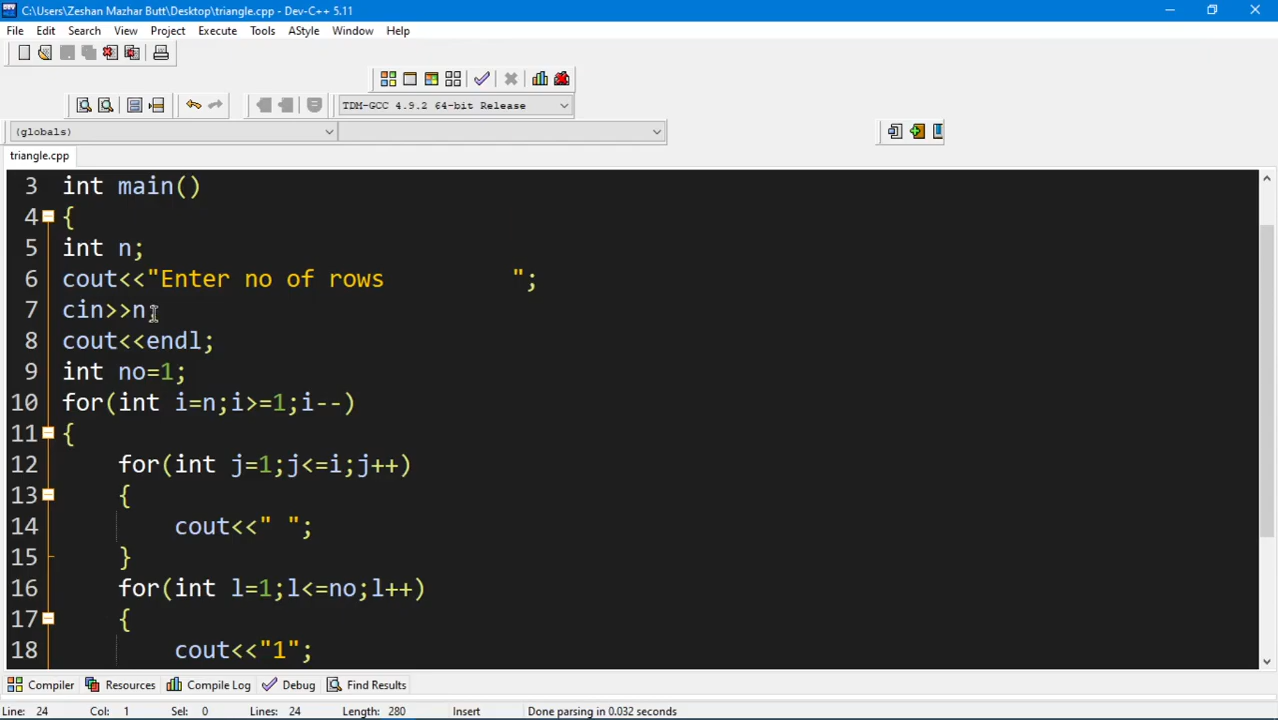 C:\Users\Zeshan Mazhar Butt\Desktop\triangle.cpp - Dev-C++ 5.11
File Edit Search View Project Execute Tools AStyle Window Help
TDM-GCC 4.9.2 64-bit Release
(globals)
triangle.cpp
3 int main()
4 {
5 int n;
6 cout<<"Enter no of rows         ";
7 cin>>n;
8 cout<<endl;
9 int no=1;
10 for(int i=n;i>=1;i--)
11 {
12     for(int j=1;j<=i;j++)
13     {
14         cout<<" ";
15     }
16     for(int l=1;l<=no;l++)
17     {
18         cout<<"1";
Compiler Resources Compile Log Debug Find Results
Line: 24 Col: 1 Sel: 0 Lines: 24 Length: 280 Insert Done parsing in 0.032 seconds